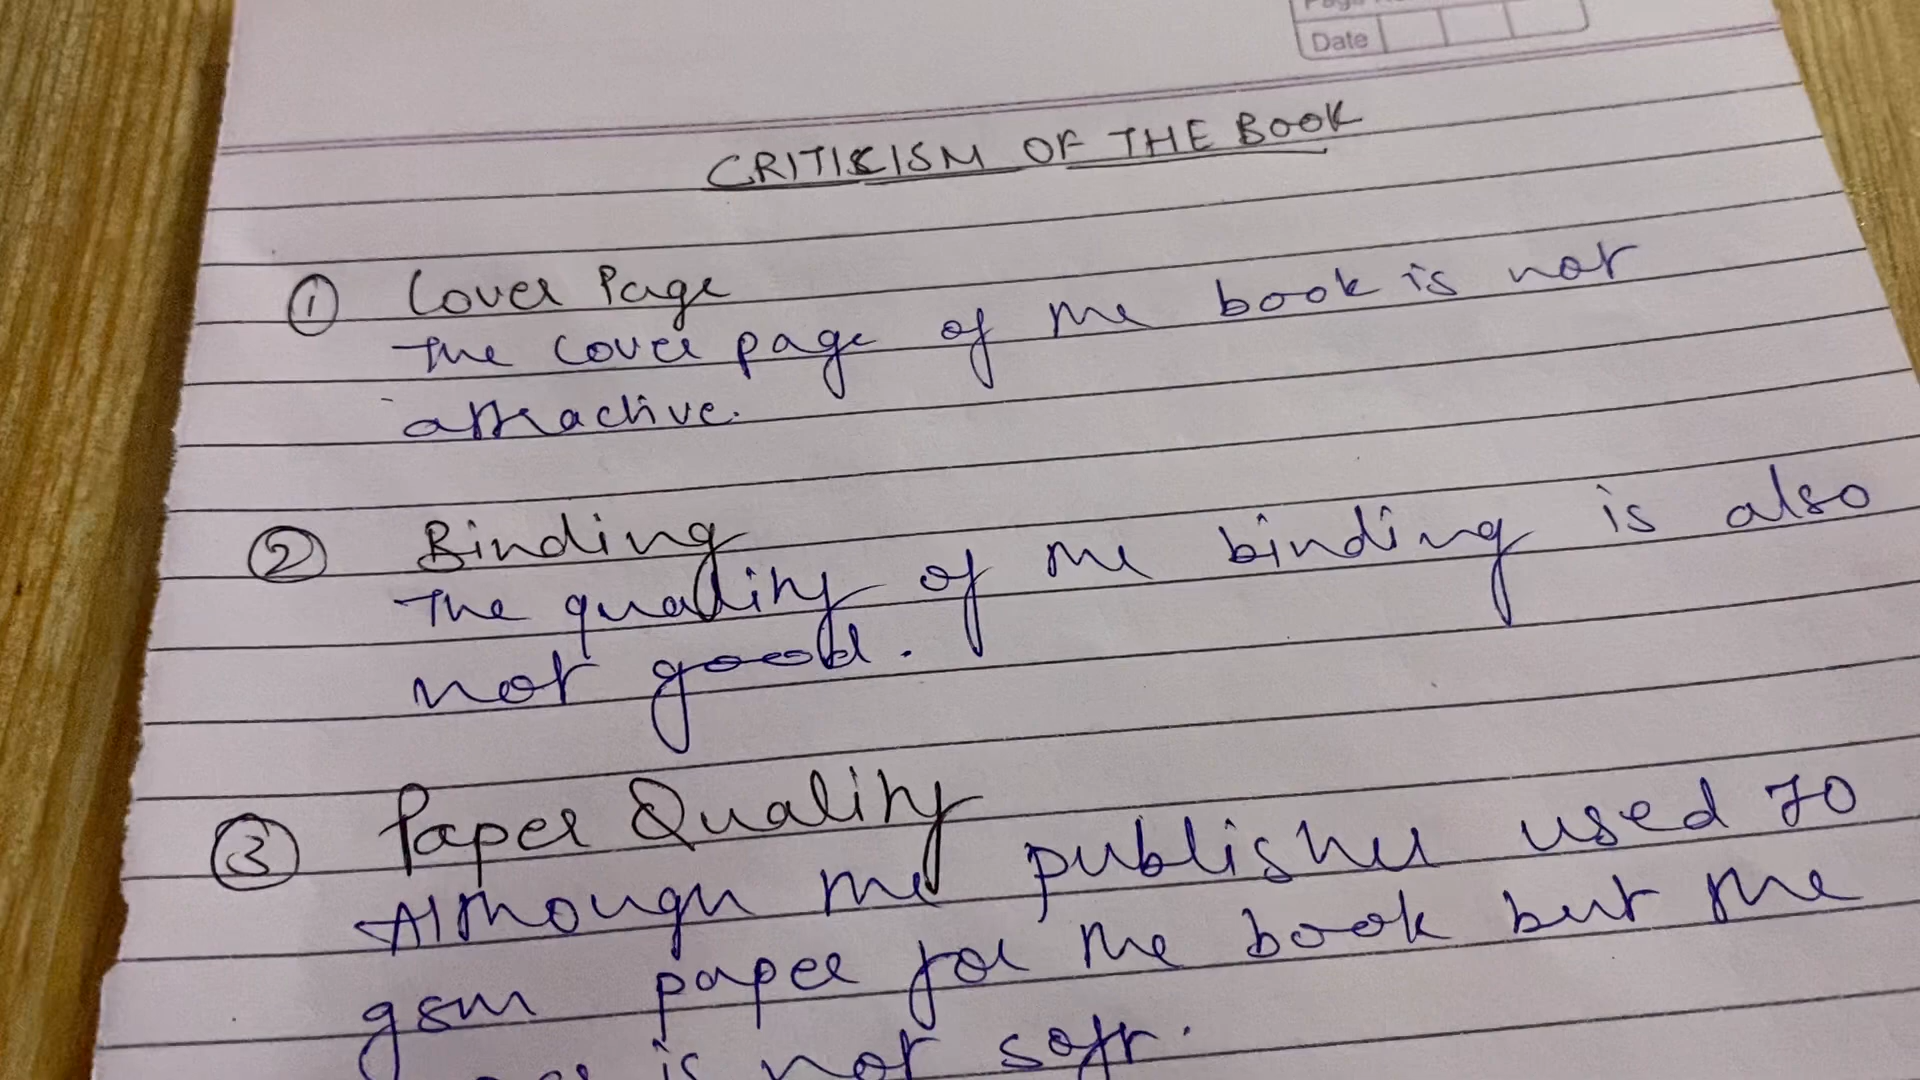 Date
CRITICISM OF THE BOOK
① Cover Page
The cover page of the book is not
attractive.
② Binding
The quality of the binding is also
not good.
③ Paper Quality
Although the publisher used 70
gsm paper for the book but the
is not soft.